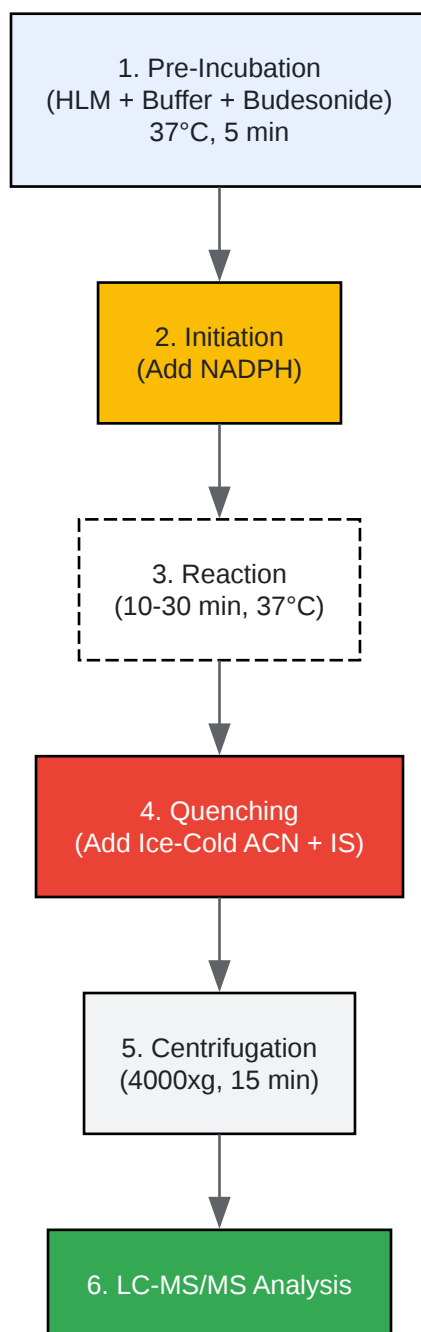 1. Pre-Incubation
(HLM + Buffer + Budesonide)
37°C, 5 min
2. Initiation
(Add NADPH)
3. Reaction
(10-30 min, 37°C)
4. Quenching
(Add Ice-Cold ACN + IS)
5. Centrifugation
(4000xg, 15 min)
6. LC-MS/MS Analysis